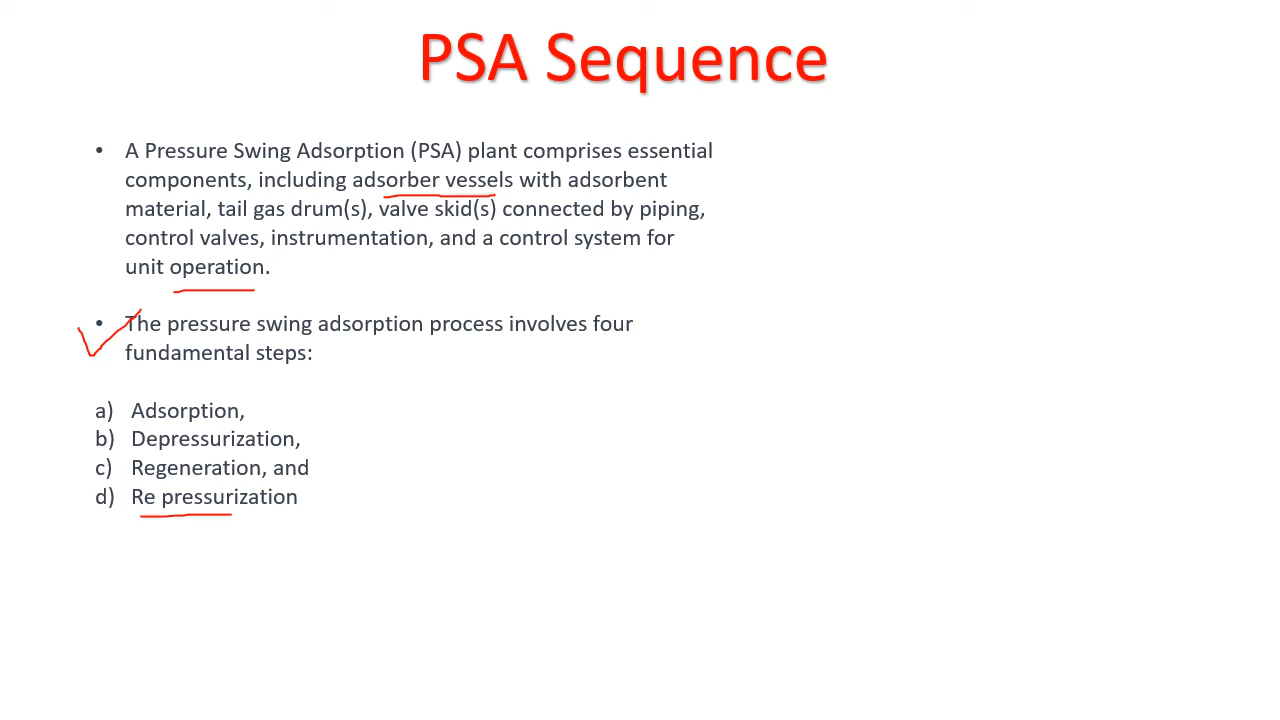 PSA Sequence
• A Pressure Swing Adsorption (PSA) plant comprises essential
components, including adsorber vessels with adsorbent
material, tail gas drum(s), valve skid(s) connected by piping,
control valves, instrumentation, and a control system for
unit operation.
• The pressure swing adsorption process involves four
fundamental steps:
a) Adsorption,
b) Depressurization,
c) Regeneration, and
d) Re pressurization